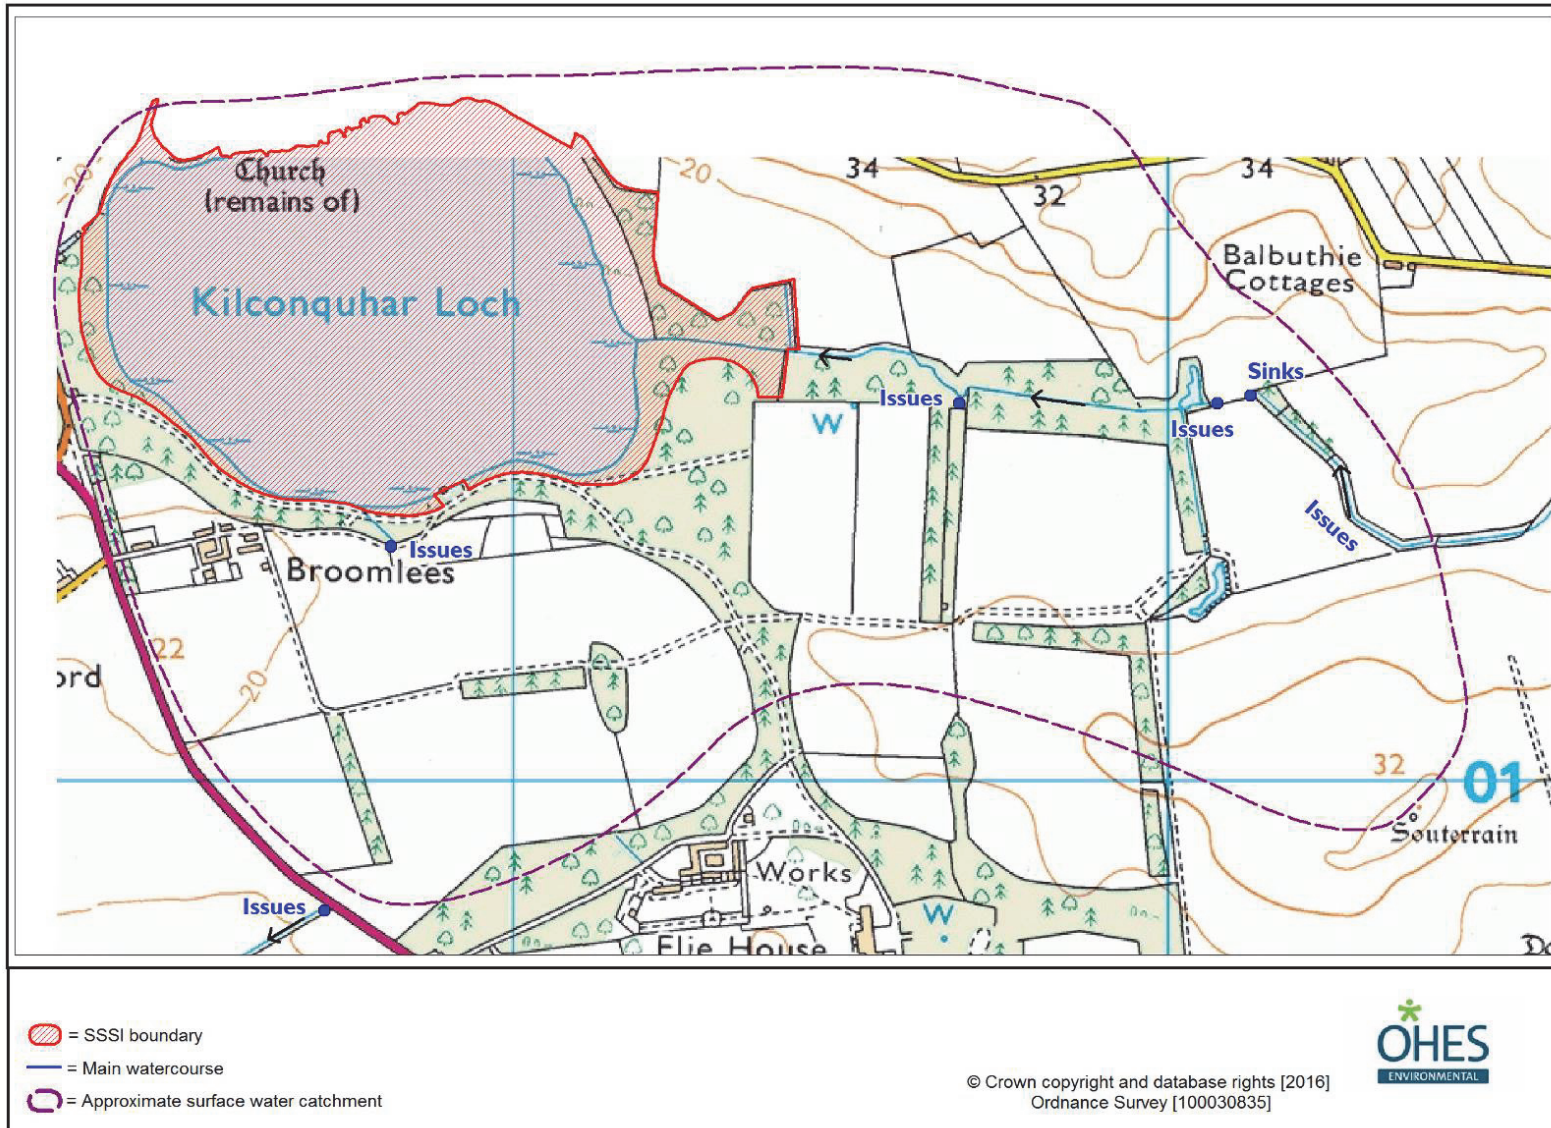 Church
(remains of)
20
20
34
32
34
Balbuthie
Cottages
Kilconquhar Loch
Sinks
Issues
W
Issues
Issues
Issues
Broomlees
22
20
32
01
Souterrain
Works
Issues
W
Elie House
= SSSI boundary
= Main watercourse
= Approximate surface water catchment
© Crown copyright and database rights [2016]
Ordnance Survey [100030835]
OHES
ENVIRONMENTAL